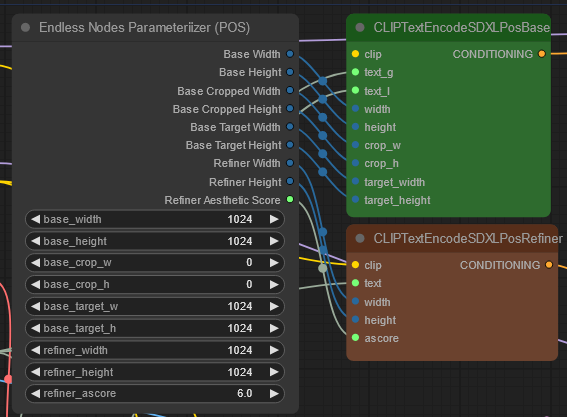 Endless Nodes Parameteriizer (POS)
Base Width
Base Height
Base Cropped Width
Base Cropped Height
Base Target Width
Base Target Height
Refiner Width
Refiner Height
Refiner Aesthetic Score
base_width 1024
base_height 1024
base_crop_w 0
base_crop_h 0
base_target_w 1024
base_target_h 1024
refiner_width 1024
refiner_height 1024
refiner_ascore 6.0
CLIPTextEncodeSDXLPosBase
clip CONDITIONING
text_g
text_l
width
height
crop_w
crop_h
target_width
target_height
CLIPTextEncodeSDXLPosRefiner
clip CONDITIONING
text
width
height
ascore